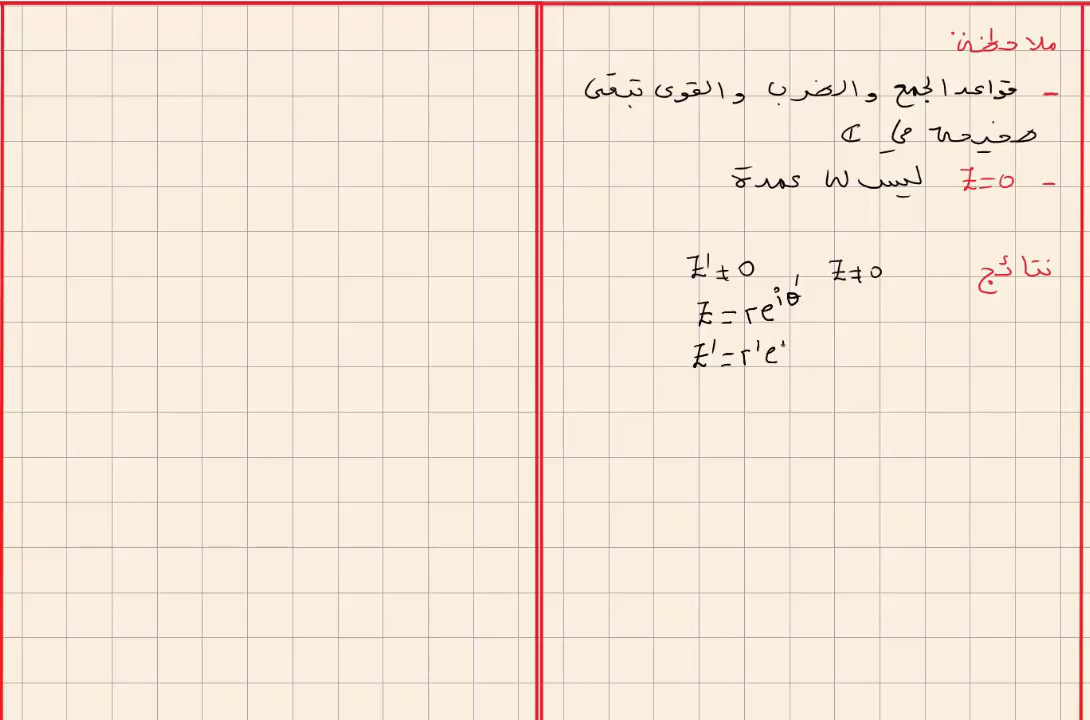 ملاحظة:
- قواعد الجمع والضرب والقوى تبقى
صحيحة في ℂ
- Z=0 ليس لها عمدة
نتائج Z≠0 , Z'≠0
Z=re^{iθ}
Z'=r'e^{i